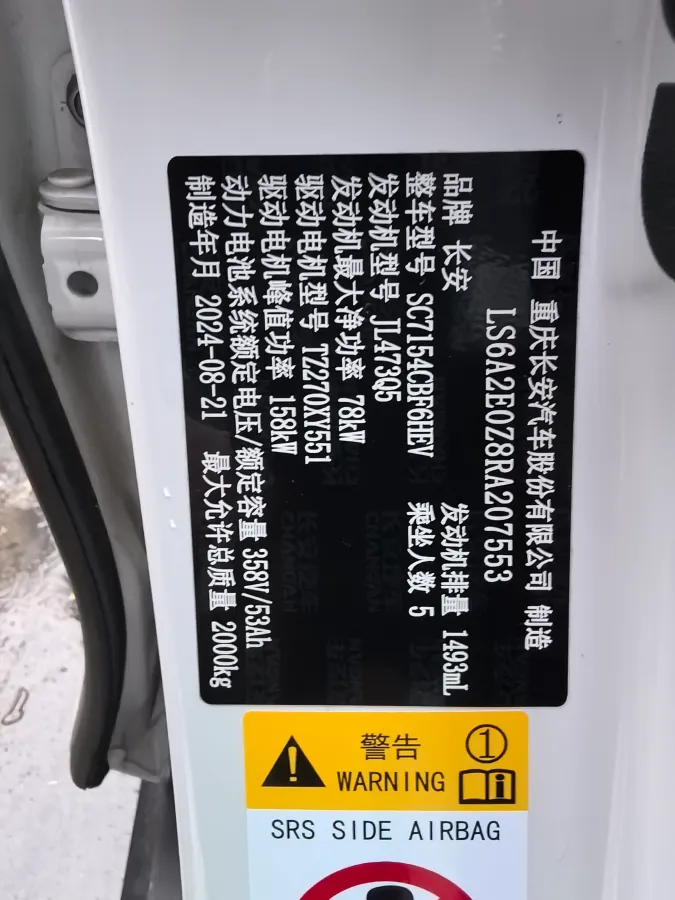 中国 重庆长安汽车股份有限公司 制造
LS6A2E0Z8RA207553
品牌 长安 发动机排量 1493mL
整车型号 SC7154CBF6HEV 乘坐人数 5
发动机型号 JL473Q5
发动机最大净功率 78kW
驱动电机型号 TZ270XY551
驱动电机峰值功率 158kW
动力电池系统额定电压/额定容量 358V/53Ah
制造年月 2024-08-21 最大允许总质量 2000kg
警告 1
WARNING
SRS SIDE AIRBAG